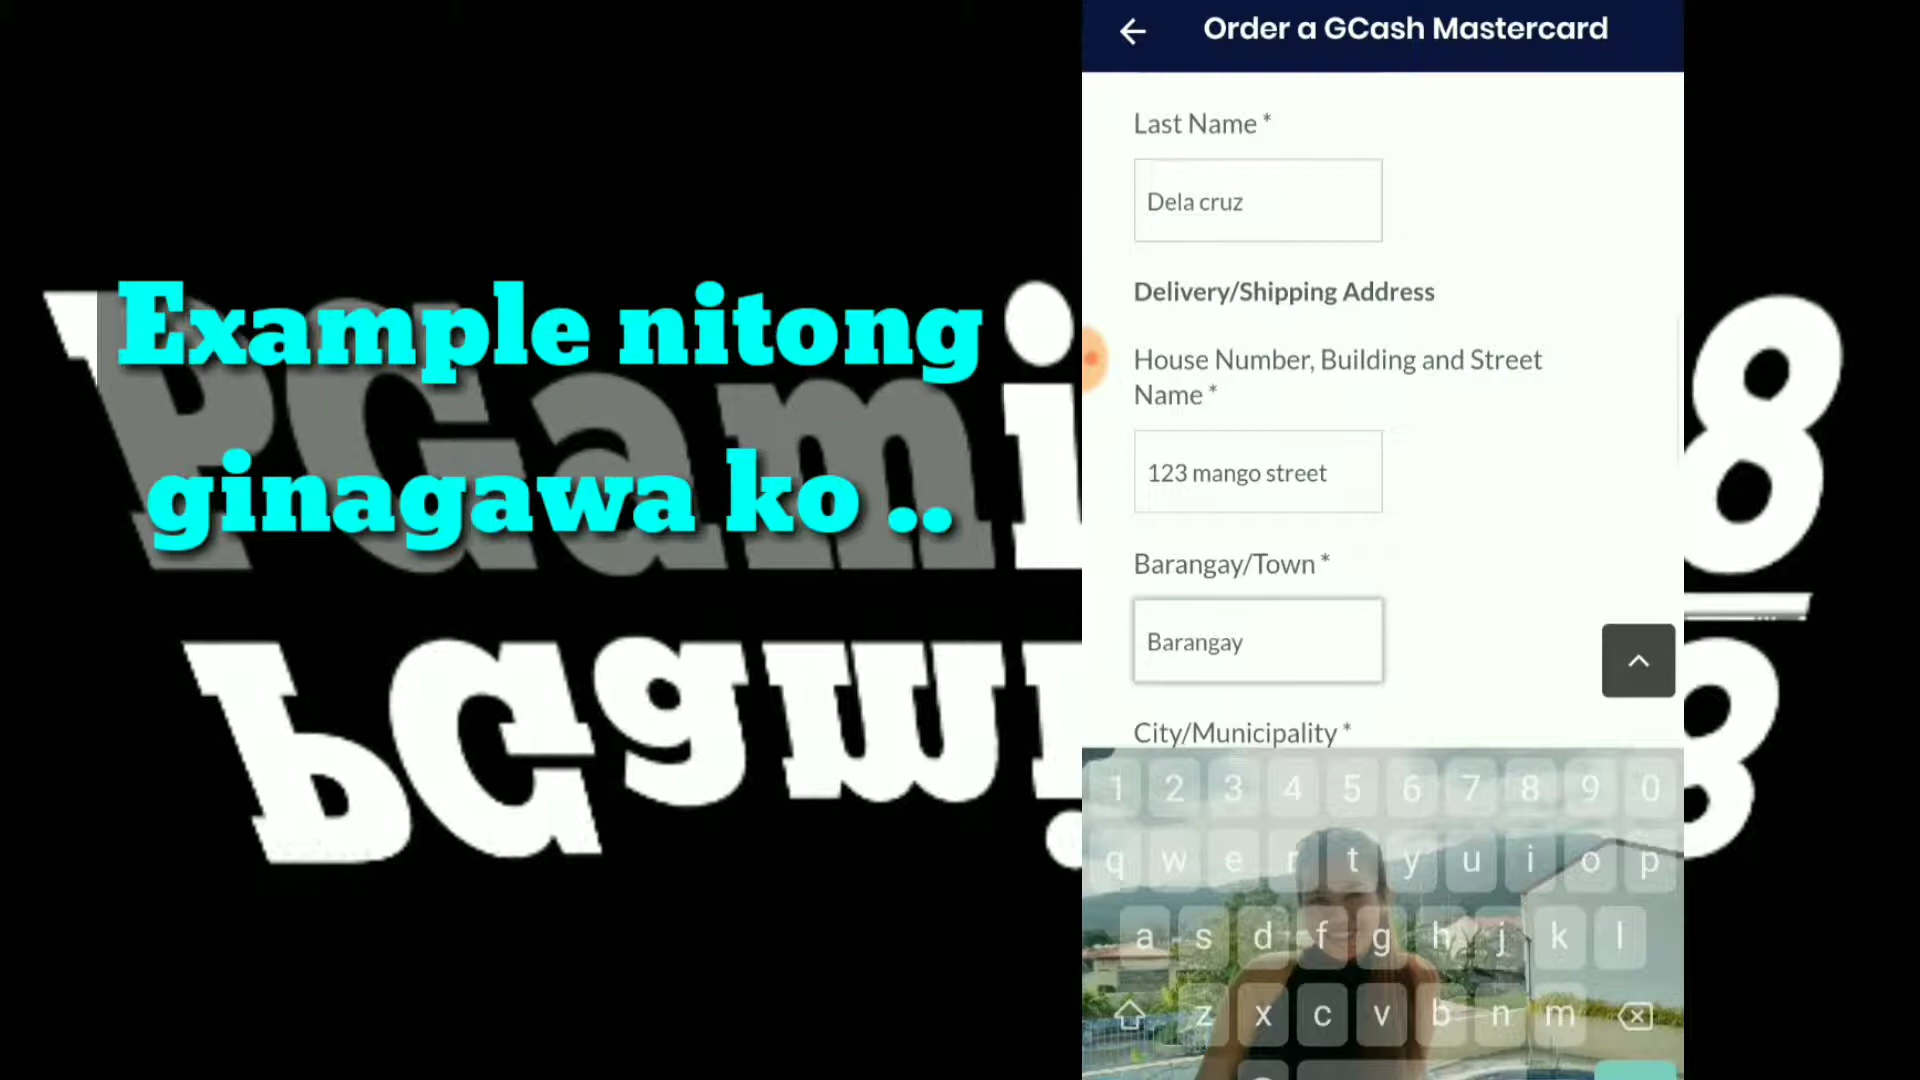 Example nitong
ginagawa ko ..
PGami
8
Order a GCash Mastercard
Last Name *
Dela cruz
Delivery/Shipping Address
House Number, Building and Street
Name *
123 mango street
Barangay/Town *
Barangay
City/Municipality *
1 2 3 4 5 6 7 8 9 0
q w e r t y u i o p
a s d f g h j k l
z x c v b n m